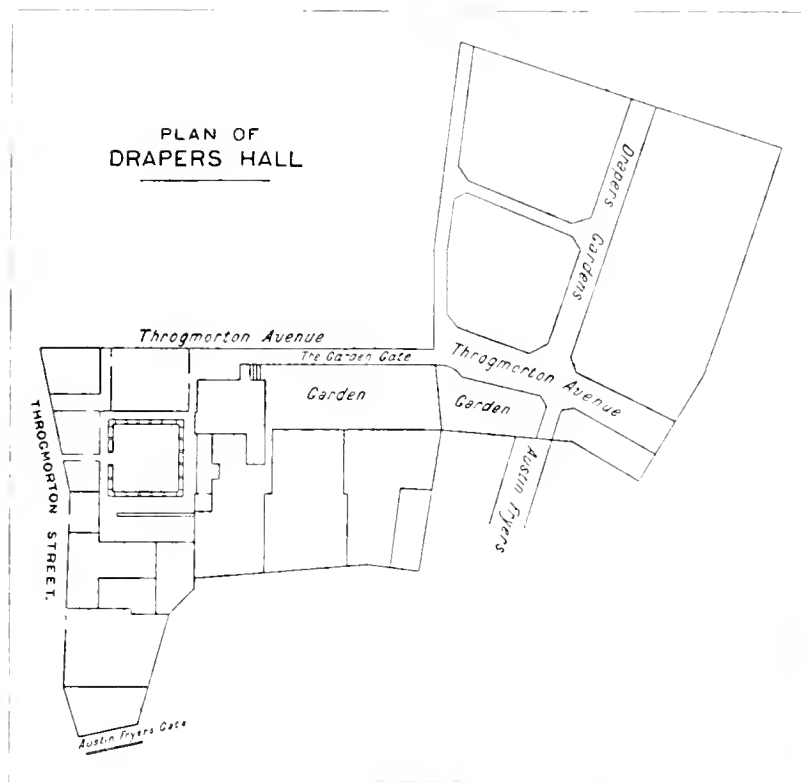 PLAN OF
DRAPERS HALL
Drapers Gardens
Throgmorton Avenue
The Garden Gate
Throgmorton Avenue
Garden
Garden
THROGMORTON STREET.
Austin Fryers
Austin Fryers Gate